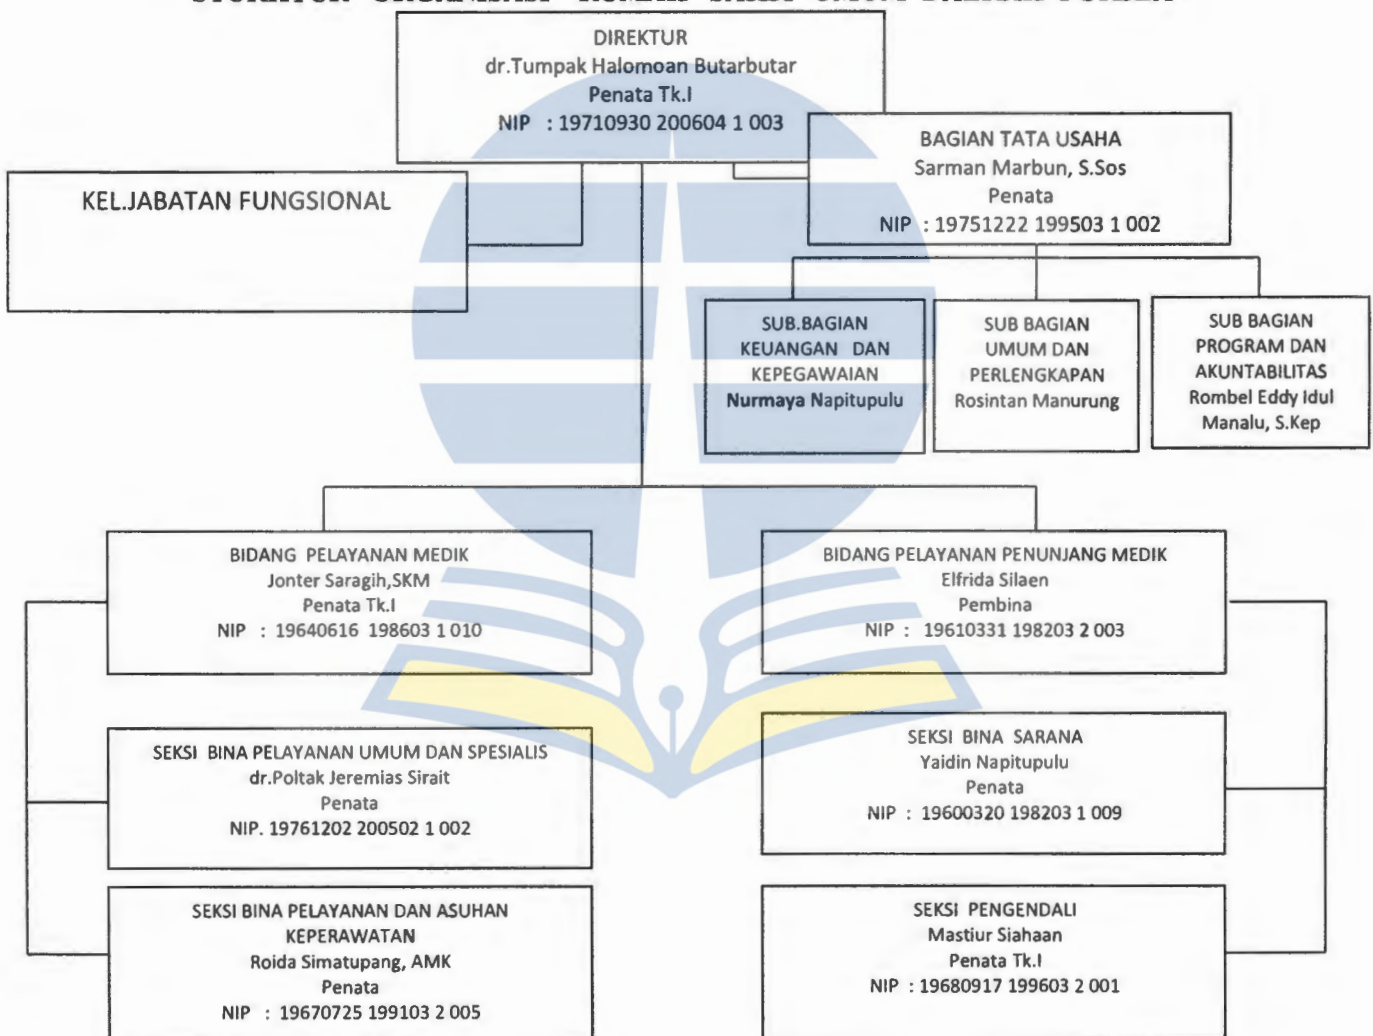 DIREKTUR
dr.Tumpak Halomoan Butarbutar
Penata Tk.I
NIP : 19710930 200604 1 003
BAGIAN TATA USAHA
Sarman Marbun, S.Sos
Penata
NIP : 19751222 199503 1 002
KEL.JABATAN FUNGSIONAL
SUB.BAGIAN
KEUANGAN DAN
KEPEGAWAIAN
Nurmaya Napitupulu
SUB BAGIAN
UMUM DAN
PERLENGKAPAN
Rosintan Manurung
SUB BAGIAN
PROGRAM DAN
AKUNTABILITAS
Rombel Eddy Idul
Manalu, S.Kep
BIDANG PELAYANAN MEDIK
Jonter Saragih,SKM
Penata Tk.I
NIP : 19640616 198603 1 010
BIDANG PELAYANAN PENUNJANG MEDIK
Elfrida Silaen
Pembina
NIP : 19610331 198203 2 003
SEKSI BINA PELAYANAN UMUM DAN SPESIALIS
dr.Poltak Jeremias Sirait
Penata
NIP. 19761202 200502 1 002
SEKSI BINA SARANA
Yaidin Napitupulu
Penata
NIP : 19600320 198203 1 009
SEKSI BINA PELAYANAN DAN ASUHAN
KEPERAWATAN
Roida Simatupang, AMK
Penata
NIP : 19670725 199103 2 005
SEKSI PENGENDALI
Mastiur Siahaan
Penata Tk.I
NIP : 19680917 199603 2 001